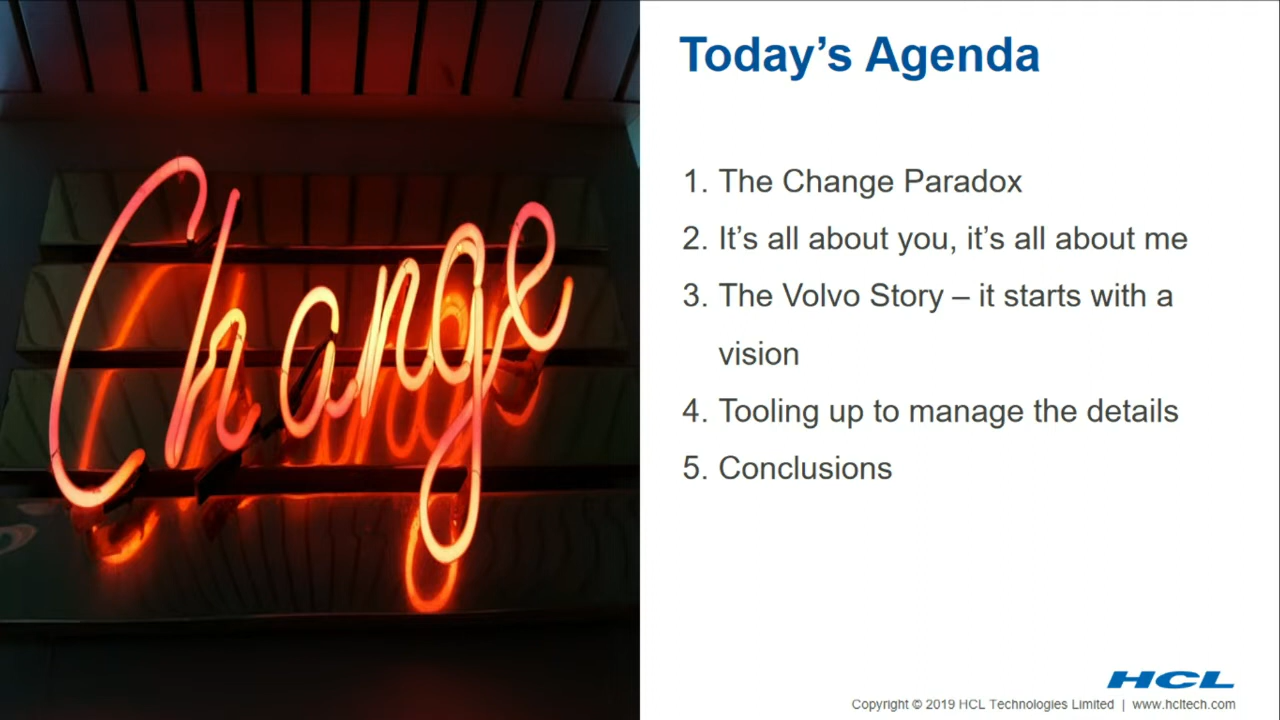 Change
Today’s Agenda
1. The Change Paradox
2. It’s all about you, it’s all about me
3. The Volvo Story – it starts with a
vision
4. Tooling up to manage the details
5. Conclusions
HCL
Copyright © 2019 HCL Technologies Limited | www.hcltech.com